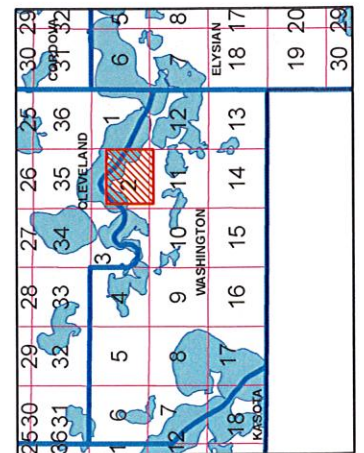 25 30 29 28 27 26 25 30 29
CORDOVA
36 31 32 33 34 35 36 31 32
CLEVELAND
1 6 5 4 3 2 1 6 5
12 7 8 9 10 11 12 7 8
WASHINGTON ELYSIAN
18 17 16 15 14 13 18 17
KASOTA
19 20
30 29